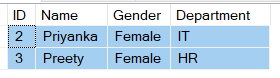 ID Name Gender Department
2 Priyanka Female IT
3 Preety Female HR